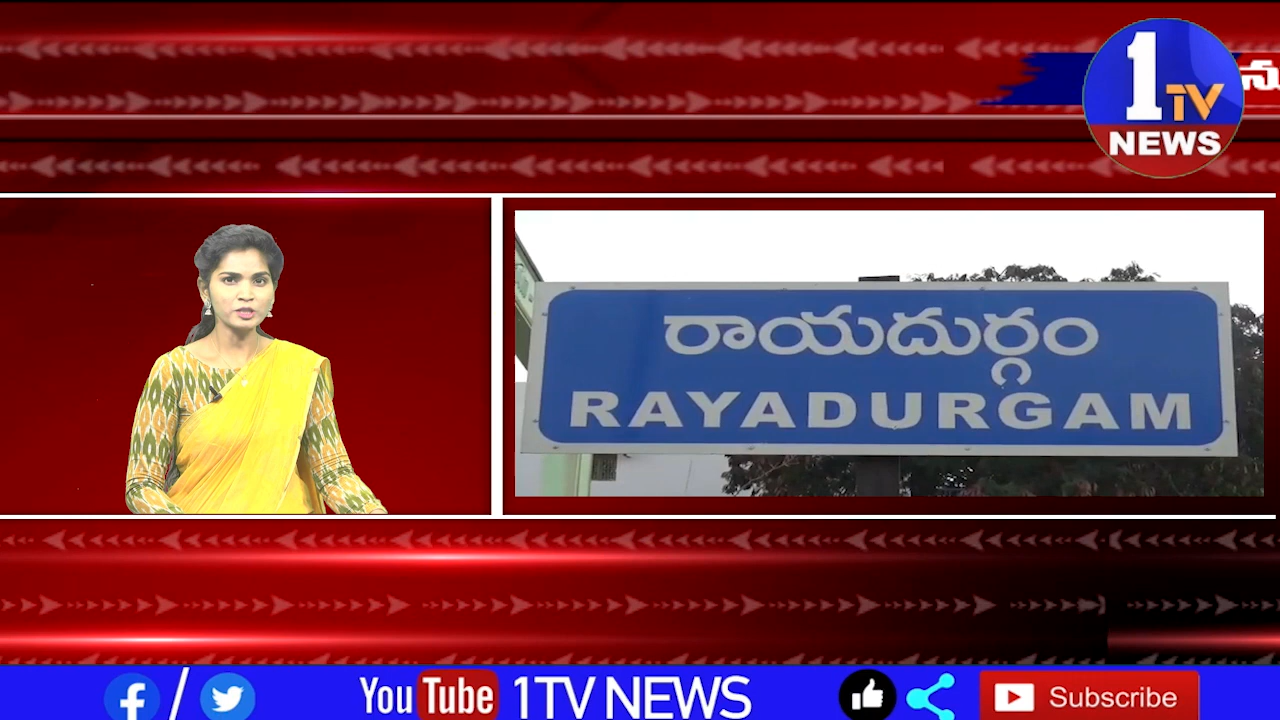 1
TV
NEWS
రాయదుర్గం
RAYADURGAM
YouTube 1TV NEWS
Subscribe